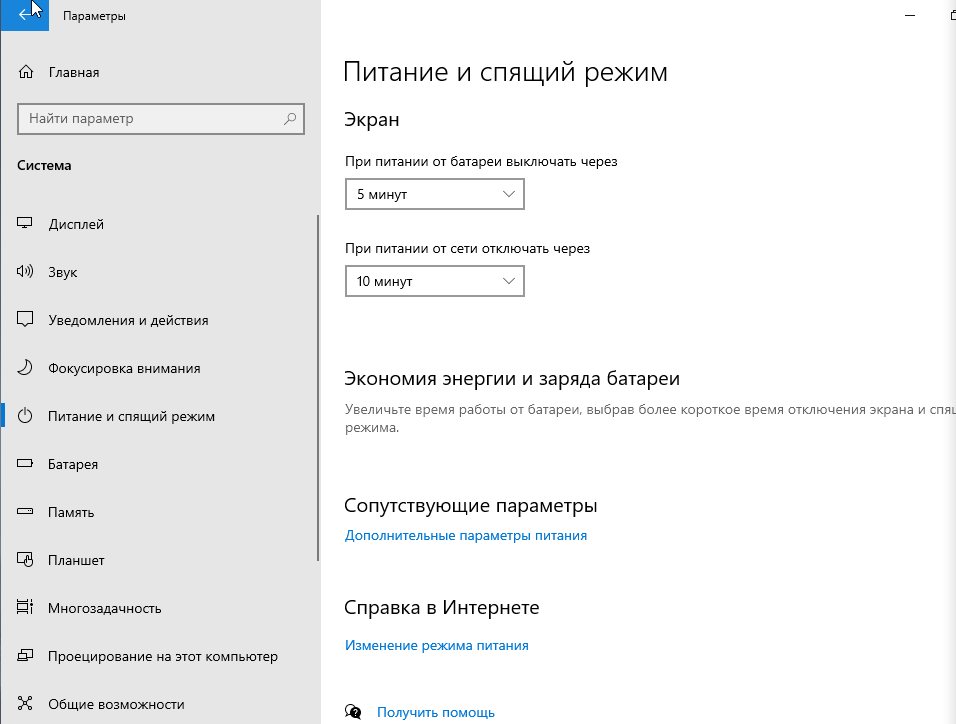 Параметры
Главная
Найти параметр
Система
Дисплей
Звук
Уведомления и действия
Фокусировка внимания
Питание и спящий режим
Батарея
Память
Планшет
Многозадачность
Проецирование на этот компьютер
Общие возможности
Питание и спящий режим
Экран
При питании от батареи выключать через
5 минут
При питании от сети отключать через
10 минут
Экономия энергии и заряда батареи
Увеличьте время работы от батареи, выбрав более короткое время отключения экрана и
режима.
Сопутствующие параметры
Дополнительные параметры питания
Справка в Интернете
Изменение режима питания
Получить помощь